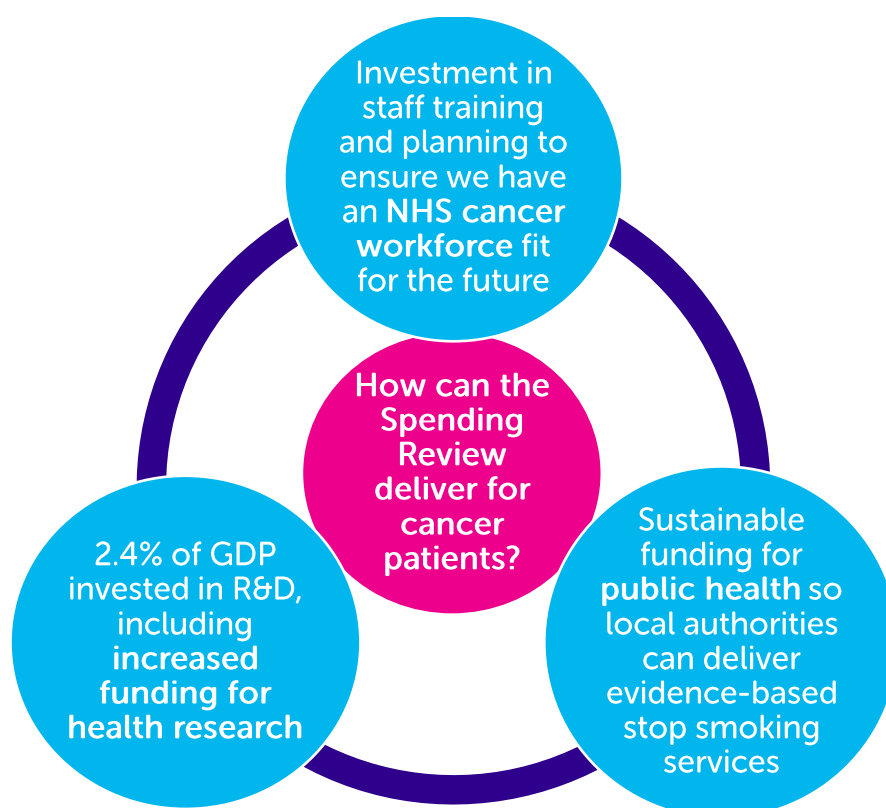 Investment in
staff training
and planning to
ensure we have
an NHS cancer
workforce fit
for the future
How can the
Spending
Review
deliver for
cancer
patients?
2.4% of GDP
invested in R&D,
including
increased
funding for
health research
Sustainable
funding for
public health so
local authorities
can deliver
evidence-based
stop smoking
services